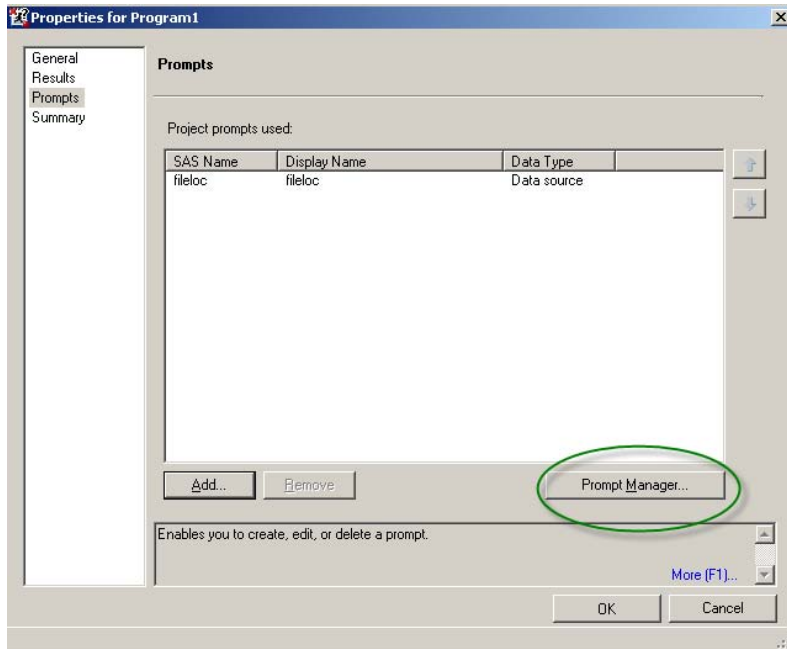 Properties for Program1
General
Results
Prompts
Summary
Prompts
Project prompts used:
SAS Name Display Name Data Type
fileloc fileloc Data source
Add... Remove Prompt Manager...
Enables you to create, edit, or delete a prompt.
More (F1)...
OK Cancel